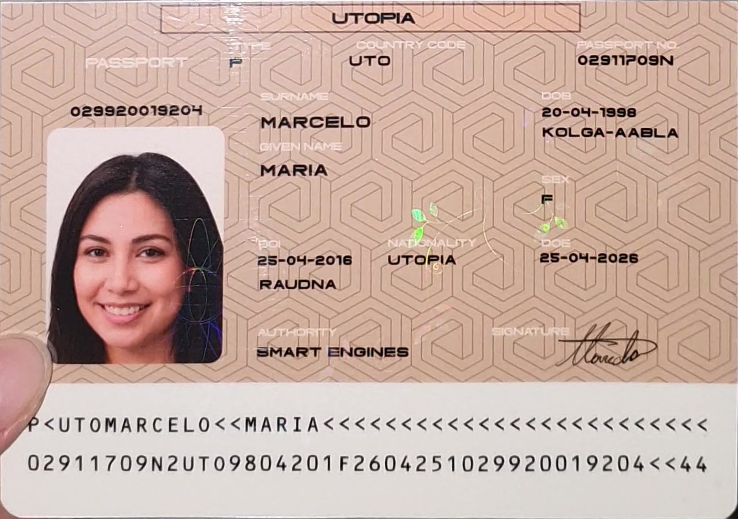 UTOPIA
PASSPORT
TYPE
P
COUNTRY CODE
UTO
PASSPORT NO.
02911709N
029920019204
SURNAME
MARCELO
GIVEN NAME
MARIA
DOB
20-04-1998
KOLGA-AABLA
SEX
F
DOI
25-04-2016
RAUDNA
NATIONALITY
UTOPIA
DOE
25-04-2026
AUTHORITY
SMART ENGINES
SIGNATURE
P<UTOMARCELO<<MARIA<<<<<<<<<<<<<<<<<<<<<<<<<
02911709N2UTO9804201F2604251029920019204<<44